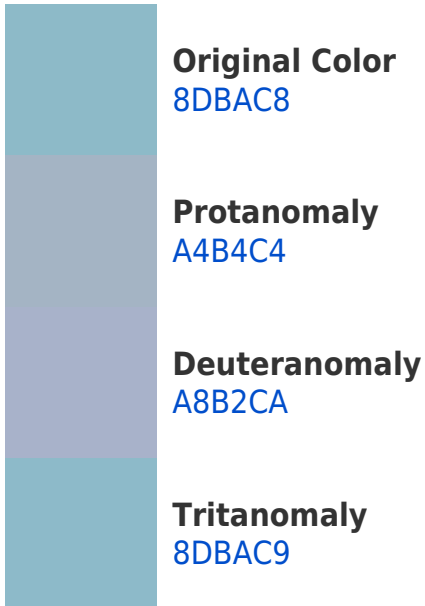 Original Color
8DBAC8
Protanomaly
A4B4C4
Deuteranomaly
A8B2CA
Tritanomaly
8DBAC9